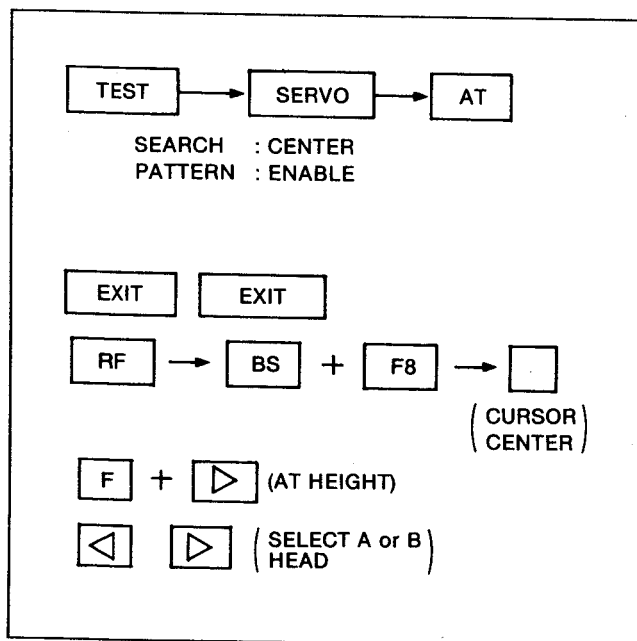 TEST SERVO AT
SEARCH : CENTER
PATTERN : ENABLE
EXIT EXIT
RF BS + F8
( CURSOR CENTER )
F + (AT HEIGHT)
( SELECT A or B HEAD )